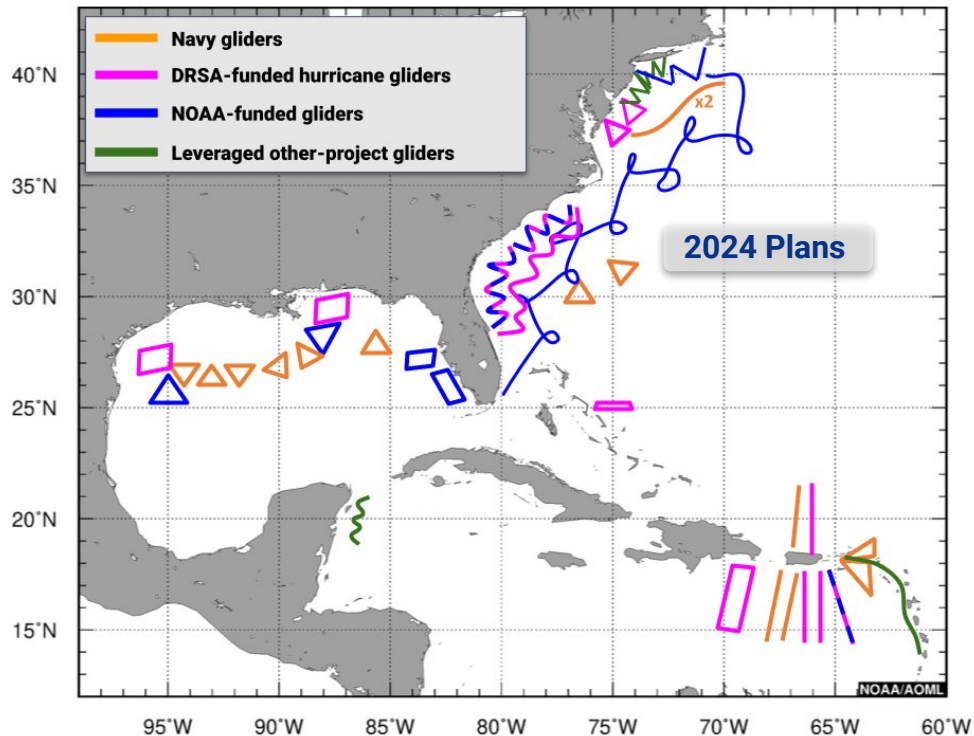 Navy gliders
DRSA-funded hurricane gliders
NOAA-funded gliders
Leveraged other-project gliders
40°N
x2
35°N
2024 Plans
30°N
25°N
20°N
15°N
NOAA/AOML
95°W 90°W 85°W 80°W 75°W 70°W 65°W 60°W